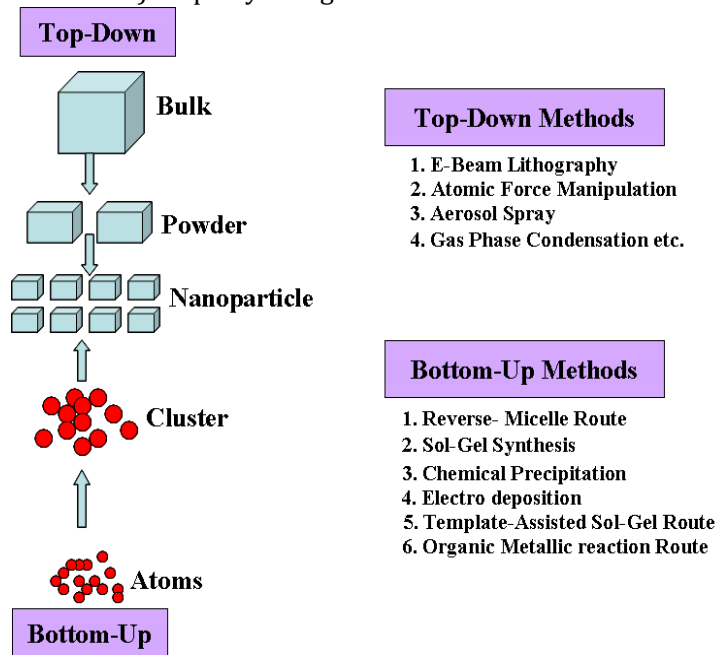 Top-Down
Bulk
Powder
Nanoparticle
Cluster
Atoms
Bottom-Up
Top-Down Methods
1. E-Beam Lithography
2. Atomic Force Manipulation
3. Aerosol Spray
4. Gas Phase Condensation etc.
Bottom-Up Methods
1. Reverse- Micelle Route
2. Sol-Gel Synthesis
3. Chemical Precipitation
4. Electro deposition
5. Template-Assisted Sol-Gel Route
6. Organic Metallic reaction Route